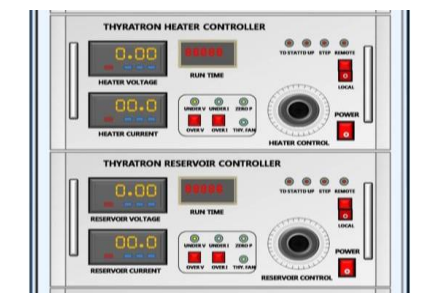 THYRATRON HEATER CONTROLLER
0.00
HEATER VOLTAGE
RUN TIME
TD STATTD UP STEP REMOTE
LOCAL
00.0
HEATER CURRENT
UNDER V UNDER I ZERO P
OVER V OVER I THY. FAN
HEATER CONTROL
POWER
THYRATRON RESERVOIR CONTROLLER
0.00
RESERVOIR VOLTAGE
RUN TIME
TD STATTD UP STEP REMOTE
LOCAL
00.0
RESERVOIR CURRENT
UNDER V UNDER I ZERO P
OVER V OVER I THY. FAN
RESERVOIR CONTROL
POWER